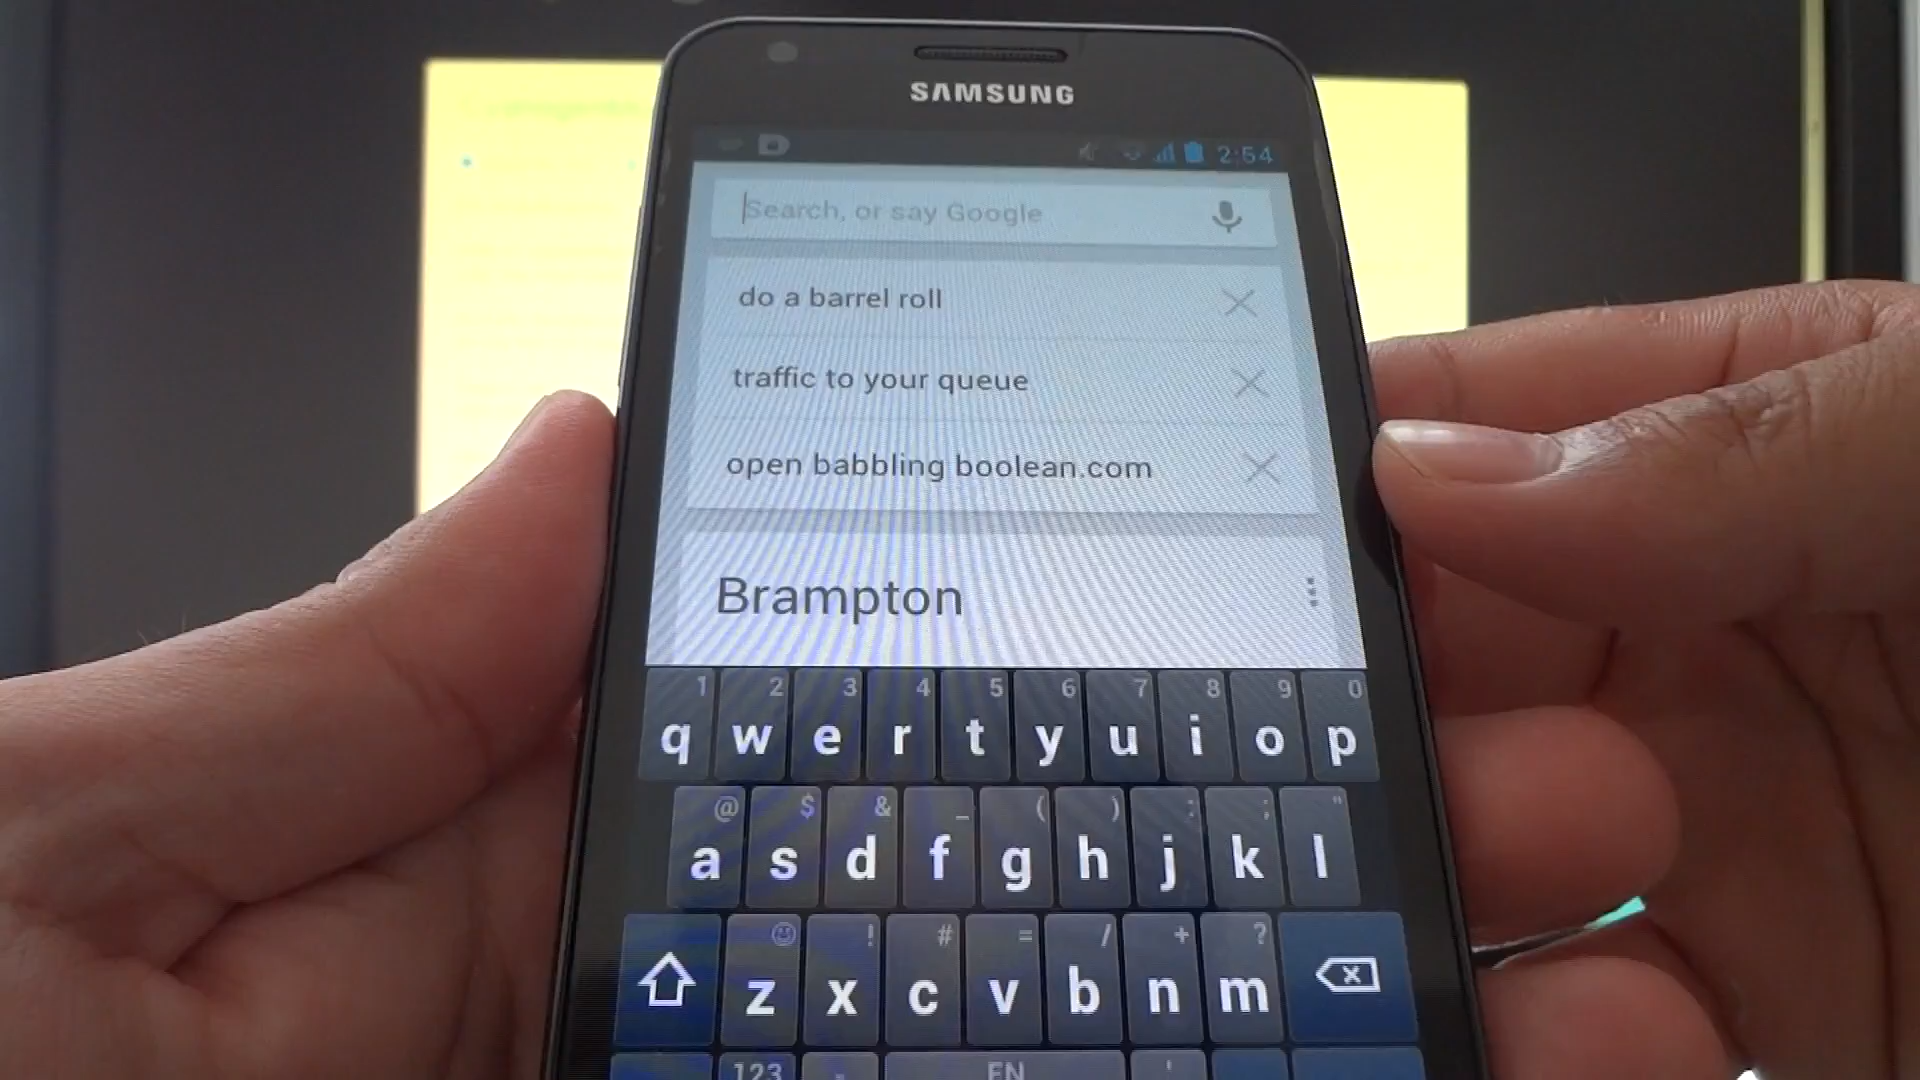 SAMSUNG
2:54
Search, or say Google
do a barrel roll
traffic to your queue
open babbling boolean.com
Brampton
1 2 3 4 5 6 7 8 9 0
q w e r t y u i o p
@ $ & _ ( ) : ; "
a s d f g h j k l
! # = / + ?
z x c v b n m
123 EN '